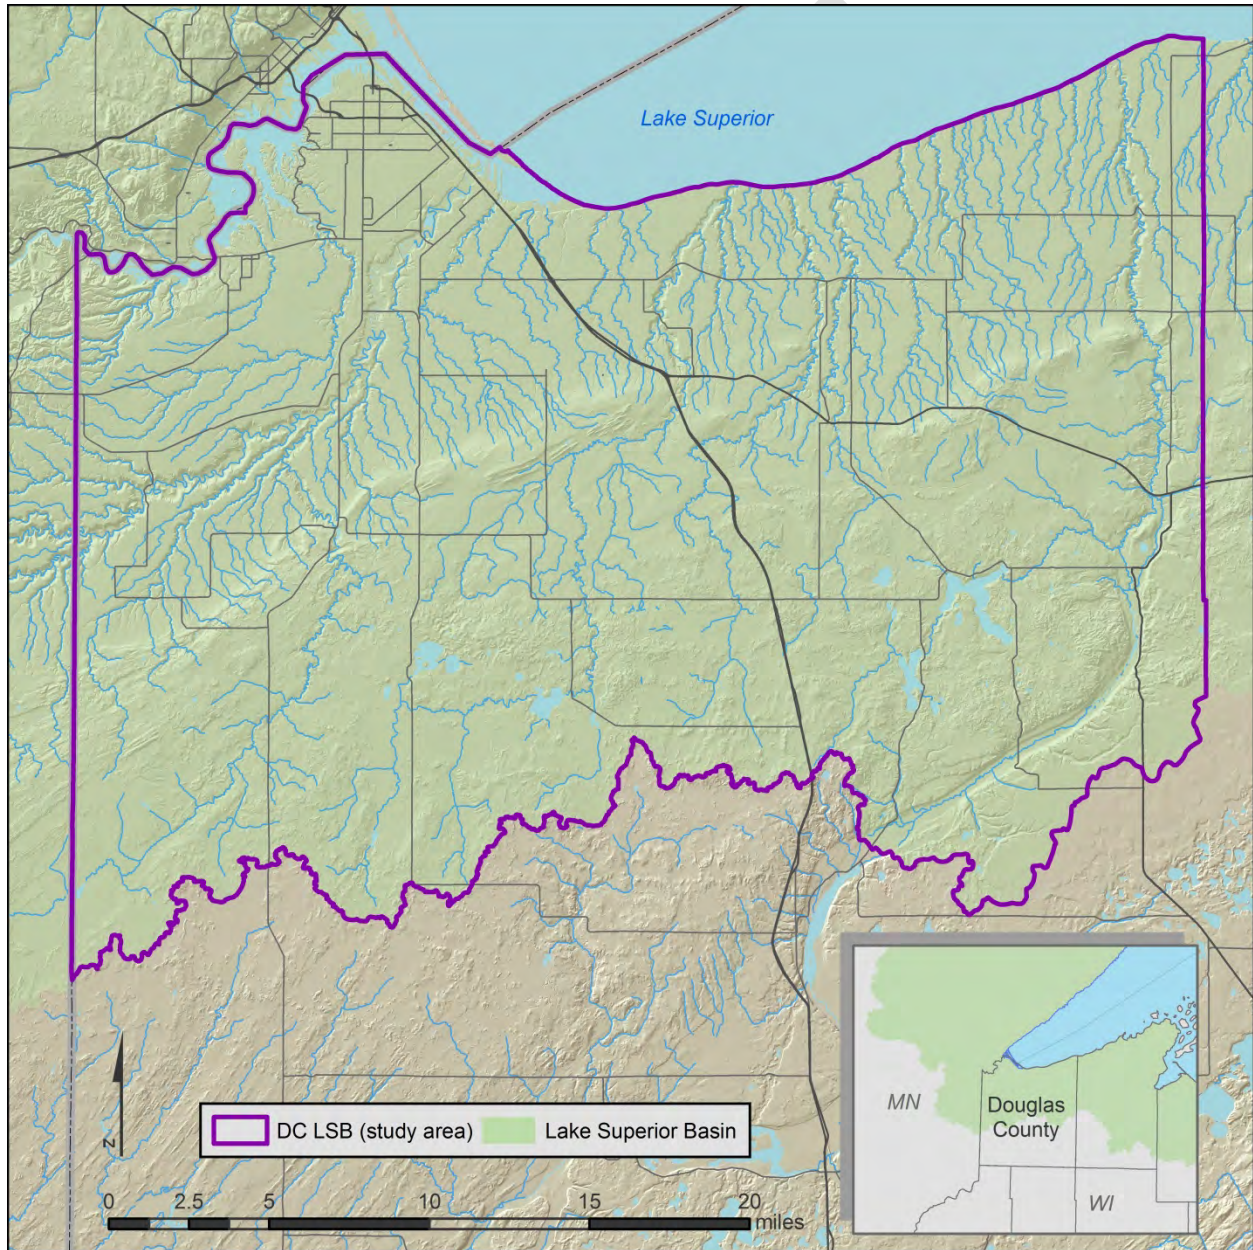 Lake Superior
MN
Douglas
County
WI
N
DC LSB (study area)
Lake Superior Basin
0 2.5 5 10 15 20
miles